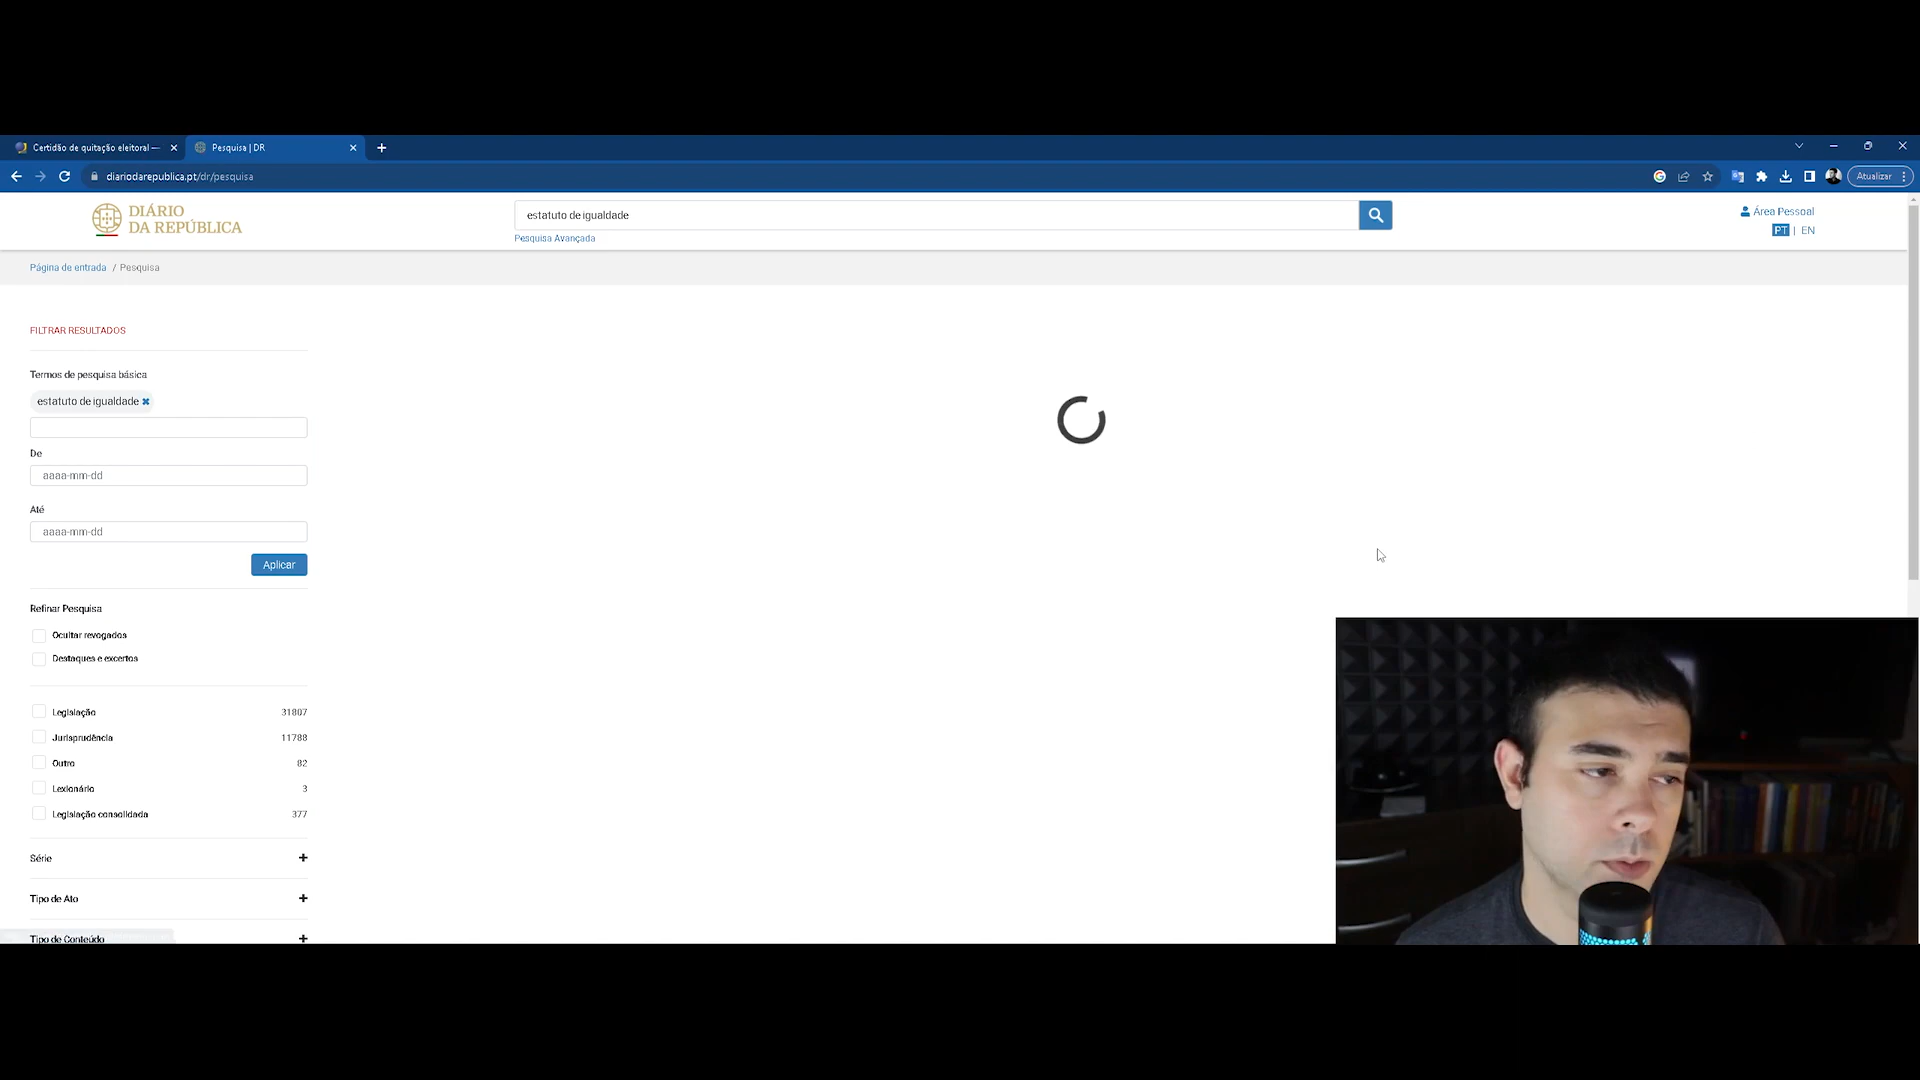 Certidão de quitação eleitoral —
Pesquisa | DR
diariodarepublica.pt/dr/pesquisa
Atualizar
DIÁRIO
DA REPÚBLICA
estatuto de igualdade
Pesquisa Avançada
Área Pessoal
PT | EN
Página de entrada / Pesquisa
FILTRAR RESULTADOS
Termos de pesquisa básica
estatuto de igualdade
De
aaaa-mm-dd
Até
aaaa-mm-dd
Aplicar
Refinar Pesquisa
Ocultar revogados
Destaques e excertos
Legislação 31807
Jurisprudência 11788
Outro 82
Lexionário 3
Legislação consolidada 377
Série
Tipo de Ato
Tipo de Conteúdo